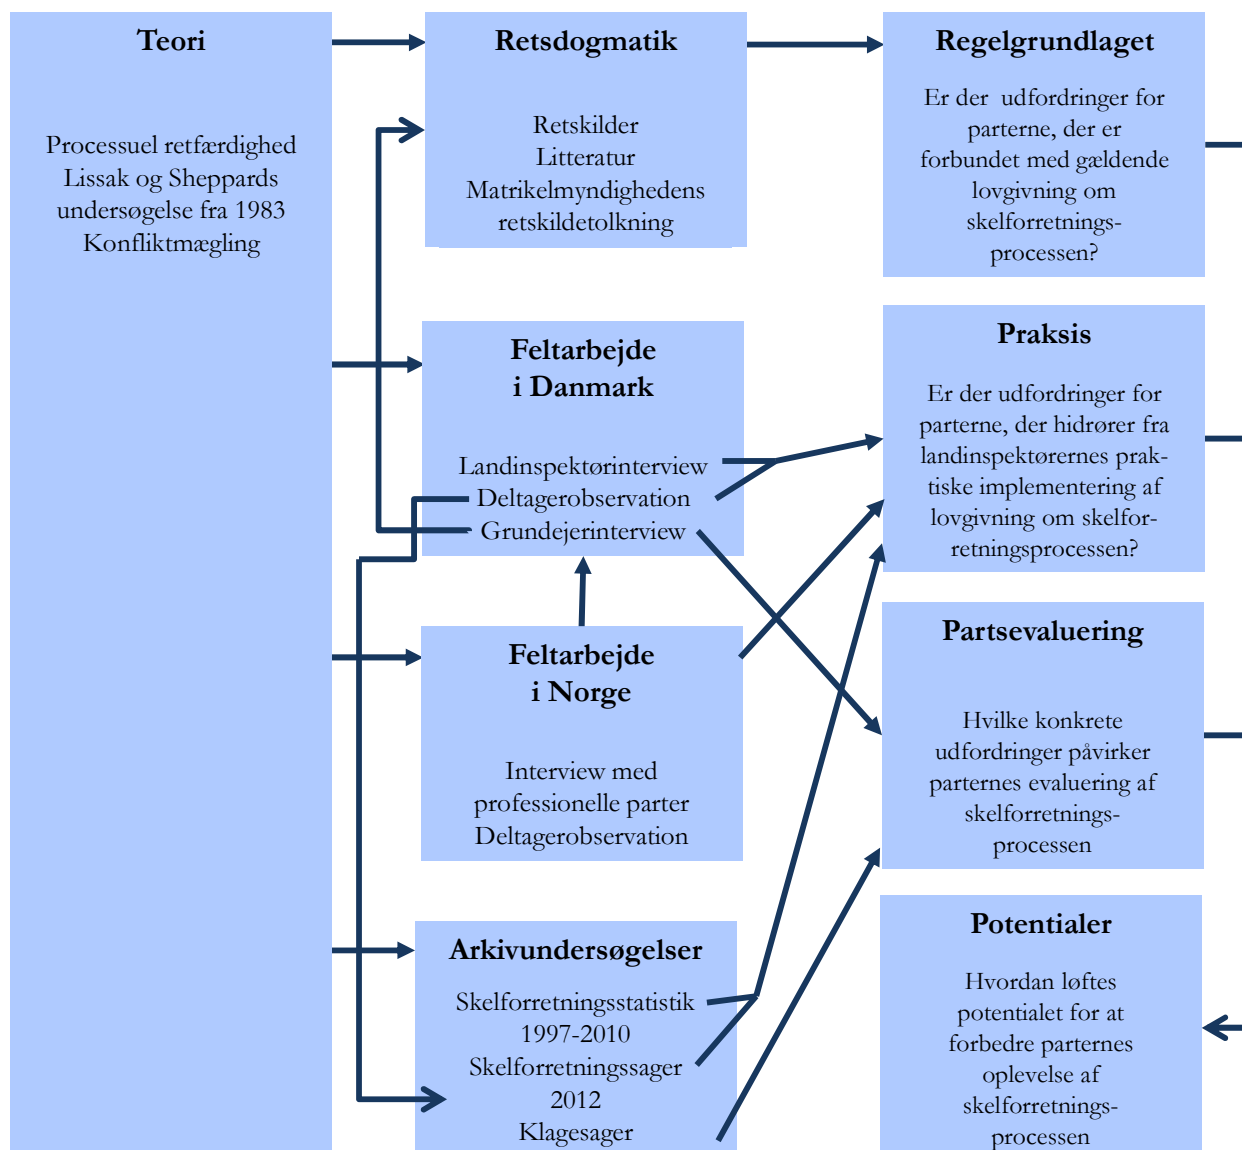 Teori
Processuel retfærdighed
Lissak og Sheppards
undersøgelse fra 1983
Konfliktmægling
Retsdogmatik
Retskilder
Litteratur
Matrikelmyndighedens
retskildetolkning
Feltarbejde
i Danmark
Landinspektørinterview
Deltagerobservation
Grundejerinterview
Feltarbejde
i Norge
Interview med
professionelle parter
Deltagerobservation
Arkivundersøgelser
Skelforretningsstatistik
1997-2010
Skelforretningssager
2012
Klagesager
Regelgrundlaget
Er der udfordringer for
parterne, der er
forbundet med gældende
lovgivning om
skelforretnings-
processen?
Praksis
Er der udfordringer for
parterne, der hidrører fra
landinspektørernes prak-
tiske implementering af
lovgivning om skelfor-
retningsprocessen?
Partsevaluering
Hvilke konkrete
udfordringer påvirker
parternes evaluering af
skelforretnings-
processen
Potentialer
Hvordan løftes
potentialet for at
forbedre parternes
oplevelse af
skelforretnings-
processen